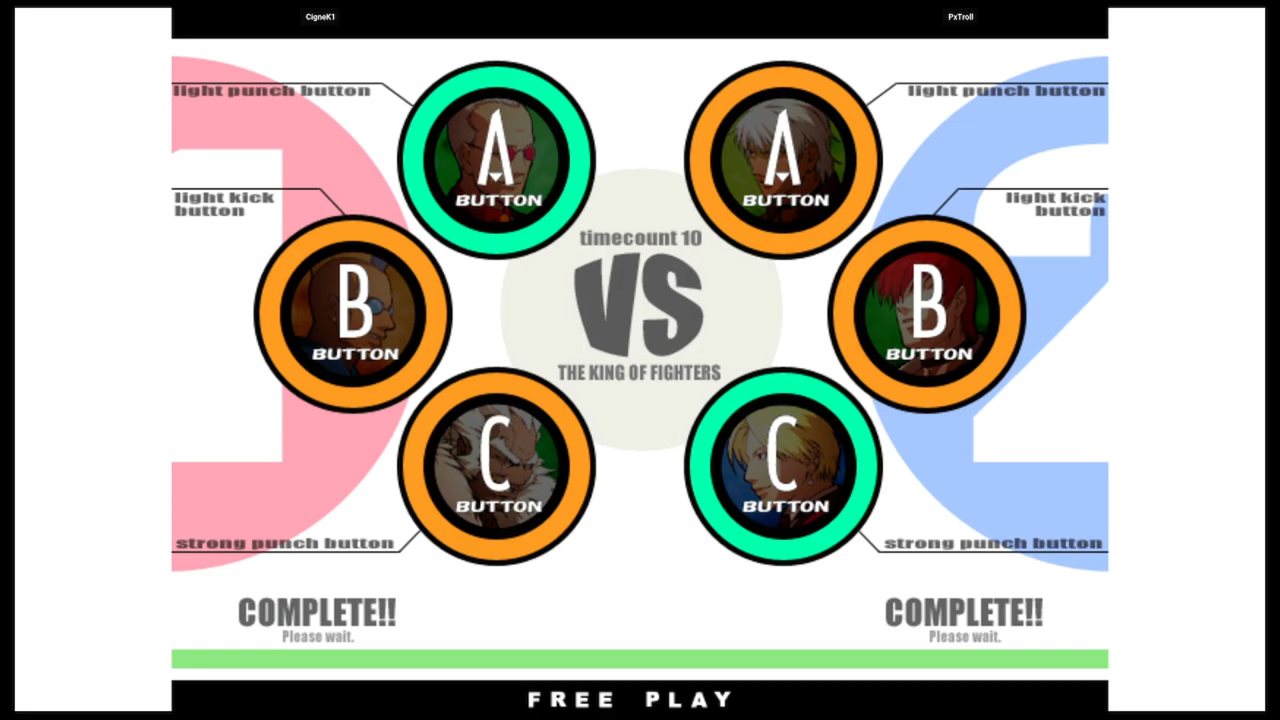 CigneK1
PxTroll
light punch button
light punch button
A
BUTTON
A
BUTTON
light kick
button
light kick
button
timecount 10
VS
THE KING OF FIGHTERS
B
BUTTON
B
BUTTON
C
BUTTON
C
BUTTON
strong punch button
strong punch button
COMPLETE!!
Please wait.
COMPLETE!!
Please wait.
FREE PLAY